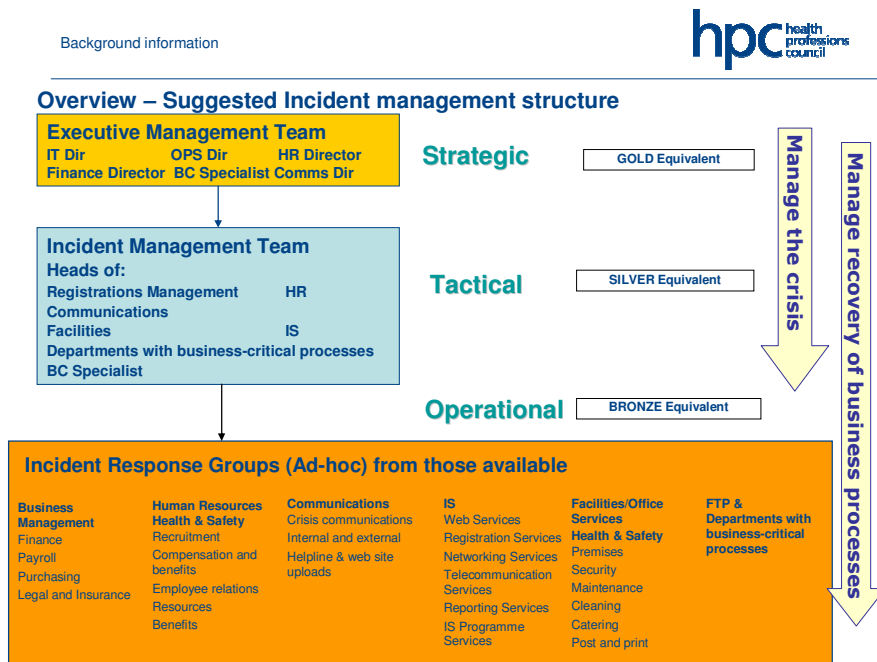 Background information
hpc health
professions
council
Overview – Suggested Incident management structure
Executive Management Team
IT Dir OPS Dir HR Director
Finance Director BC Specialist Comms Dir
Strategic
GOLD Equivalent
Incident Management Team
Heads of:
Registrations Management HR
Communications
Facilities IS
Departments with business-critical processes
BC Specialist
Tactical
SILVER Equivalent
Operational
BRONZE Equivalent
Manage the crisis
Manage recovery of business processes
Incident Response Groups (Ad-hoc) from those available
Business
Management
Finance
Payroll
Purchasing
Legal and Insurance
Human Resources
Health & Safety
Recruitment
Compensation and
benefits
Employee relations
Resources
Benefits
Communications
Crisis communications
Internal and external
Helpline & web site
uploads
IS
Web Services
Registration Services
Networking Services
Telecommunication
Services
Reporting Services
IS Programme
Services
Facilities/Office
Services
Health & Safety
Premises
Security
Maintenance
Cleaning
Catering
Post and print
FTP &
Departments with
business-critical
processes